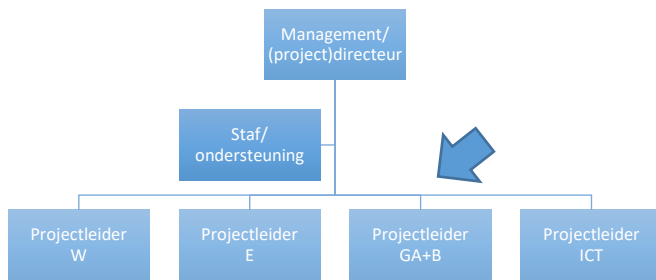 Management/
(project)directeur
Staf/
ondersteuning
Projectleider
W
Projectleider
E
Projectleider
GA+B
Projectleider
ICT